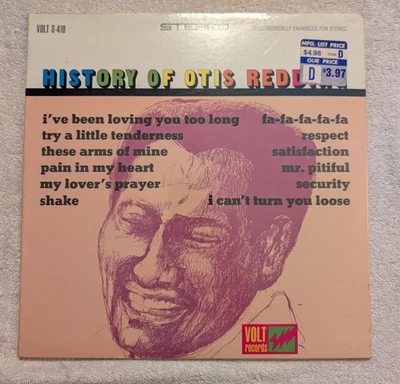 VOLT S-418
STEREO
ELECTRONICALLY ENHANCED FOR STEREO
MFG. LIST PRICE
$4.98 TYPE D
OUR PRICE
D $3.97
HISTORY OF OTIS REDD
i've been loving you too long
try a little tenderness
these arms of mine
pain in my heart
my lover's prayer
shake
fa-fa-fa-fa-fa
respect
satisfaction
mr. pitiful
security
i can't turn you loose
VOLT
records